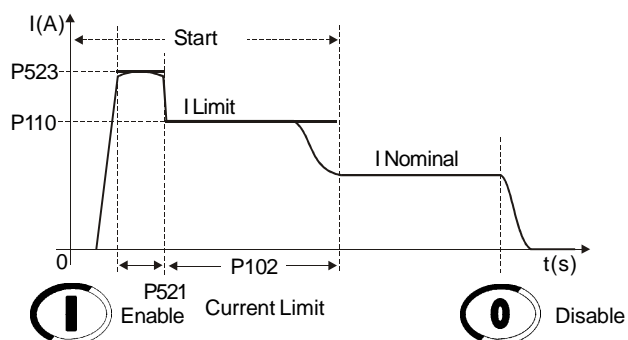 I(A)
Start
P523
I Limit
P110
I Nominal
0
P102
t(s)
P521
I Enable
Current Limit
0 Disable